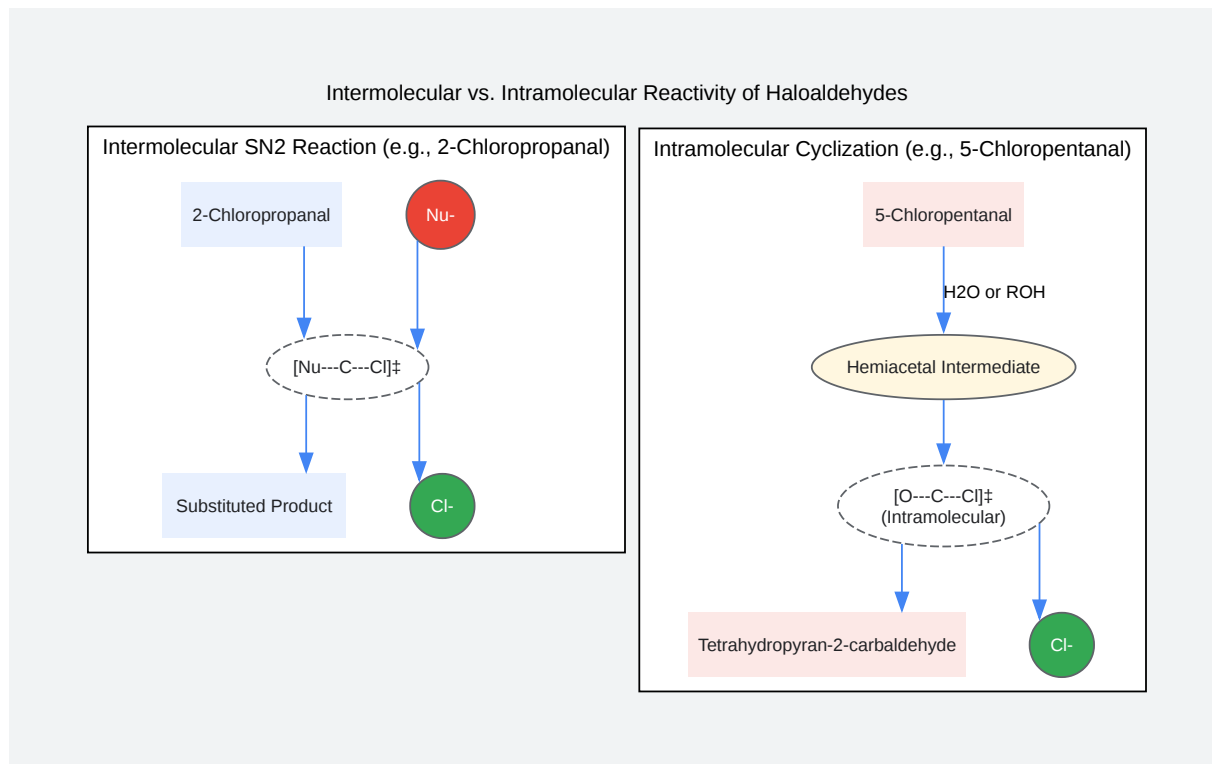 Intermolecular vs. Intramolecular Reactivity of Haloaldehydes
Intermolecular SN2 Reaction (e.g., 2-Chloropropanal)
2-Chloropropanal
Nu-
[Nu---C---Cl]‡
Substituted Product
Cl-
Intramolecular Cyclization (e.g., 5-Chloropentanal)
5-Chloropentanal
H2O or ROH
Hemiacetal Intermediate
[O---C---Cl]‡
(Intramolecular)
Tetrahydropyran-2-carbaldehyde
Cl-